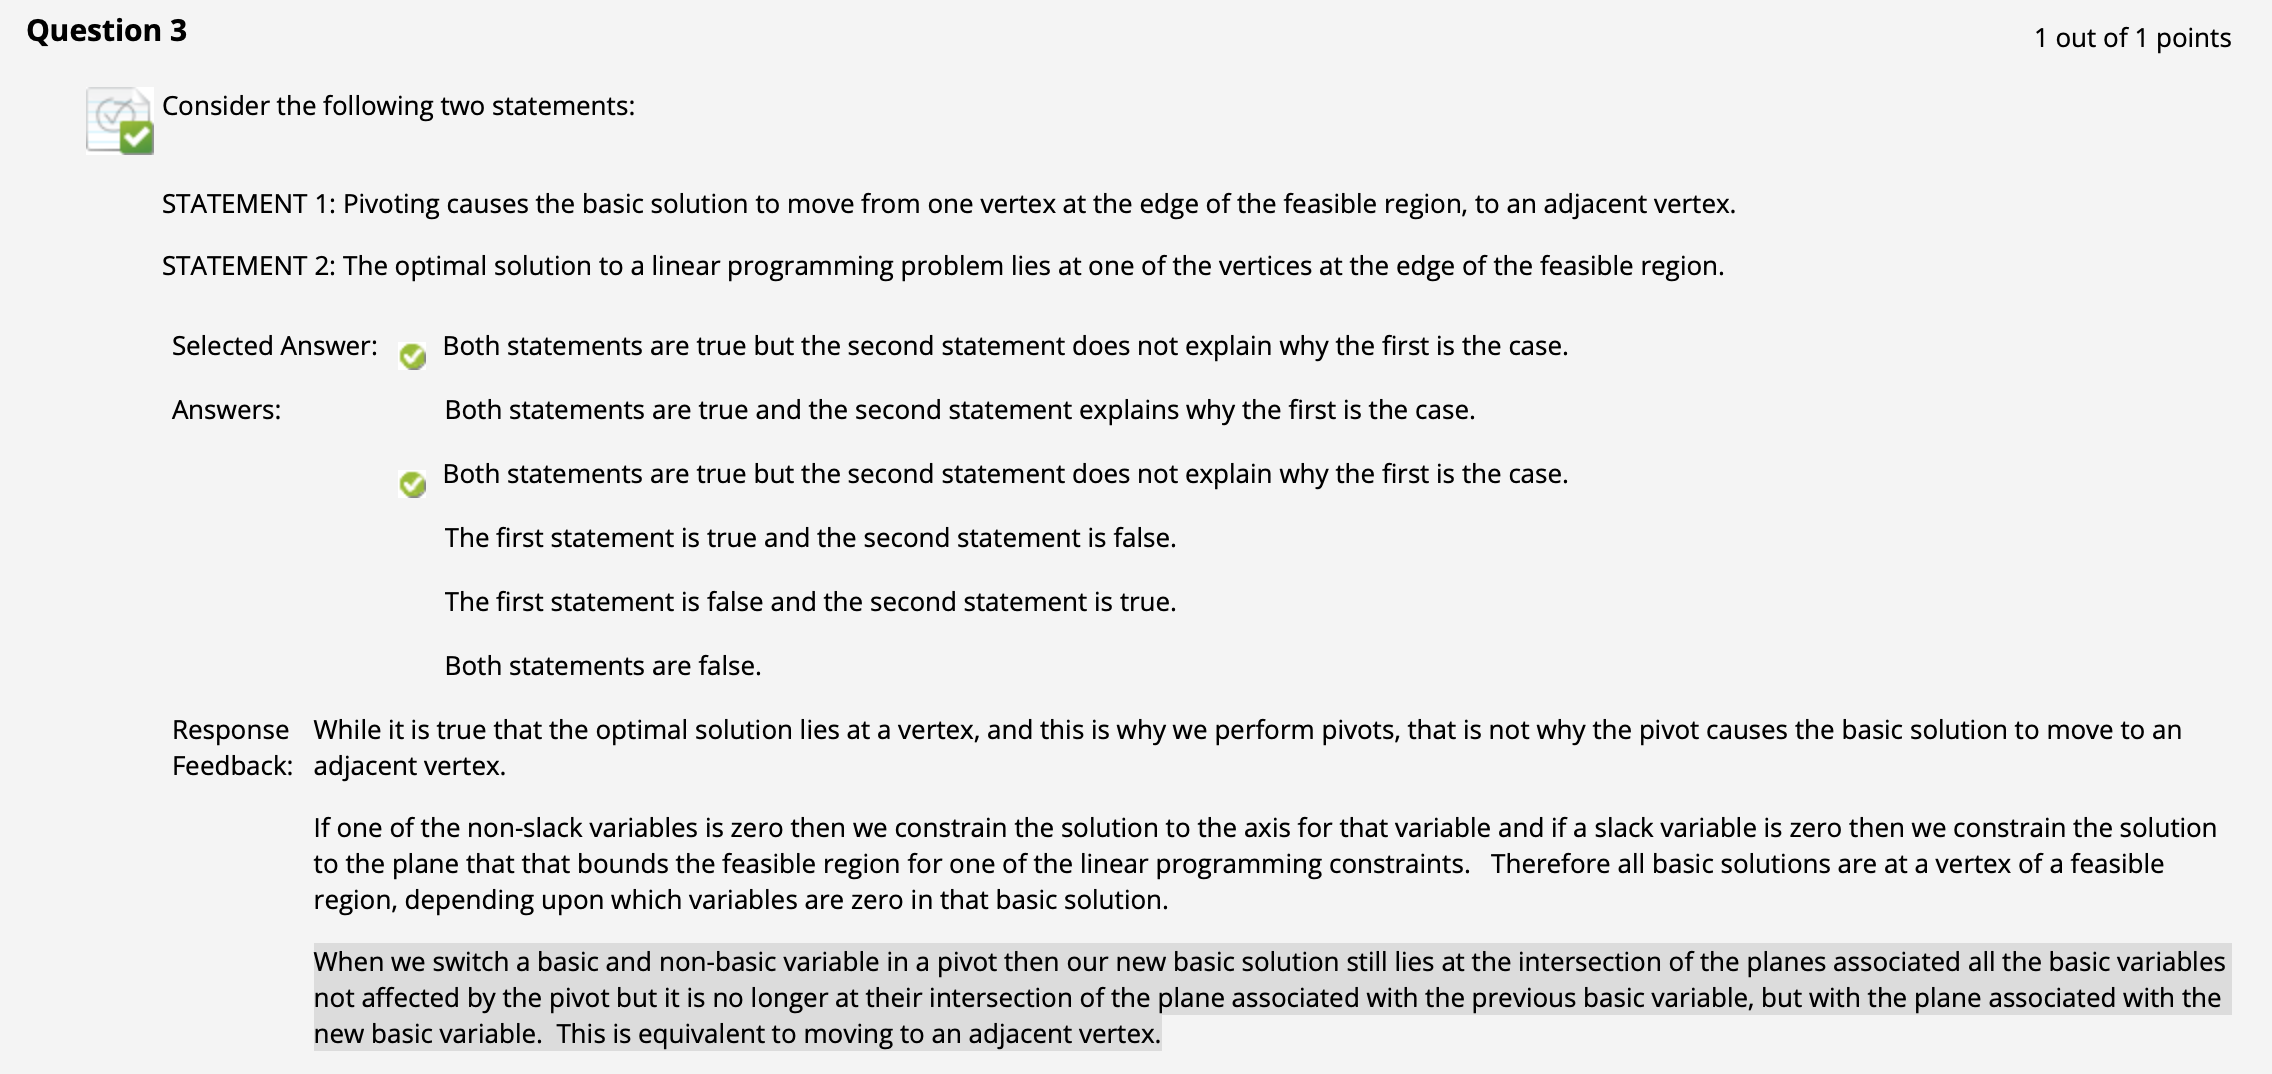 Question 3
1 out of 1 points
Consider the following two statements:
STATEMENT 1: Pivoting causes the basic solution to move from one vertex at the edge of the feasible region, to an adjacent vertex.
STATEMENT 2: The optimal solution to a linear programming problem lies at one of the vertices at the edge of the feasible region.
Selected Answer: Both statements are true but the second statement does not explain why the first is the case.
Answers: Both statements are true and the second statement explains why the first is the case.
Both statements are true but the second statement does not explain why the first is the case.
The first statement is true and the second statement is false.
The first statement is false and the second statement is true.
Both statements are false.
Response Feedback:
While it is true that the optimal solution lies at a vertex, and this is why we perform pivots, that is not why the pivot causes the basic solution to move to an
adjacent vertex.
If one of the non-slack variables is zero then we constrain the solution to the axis for that variable and if a slack variable is zero then we constrain the solution
to the plane that that bounds the feasible region for one of the linear programming constraints. Therefore all basic solutions are at a vertex of a feasible
region, depending upon which variables are zero in that basic solution.
When we switch a basic and non-basic variable in a pivot then our new basic solution still lies at the intersection of the planes associated all the basic variables
not affected by the pivot but it is no longer at their intersection of the plane associated with the previous basic variable, but with the plane associated with the
new basic variable. This is equivalent to moving to an adjacent vertex.